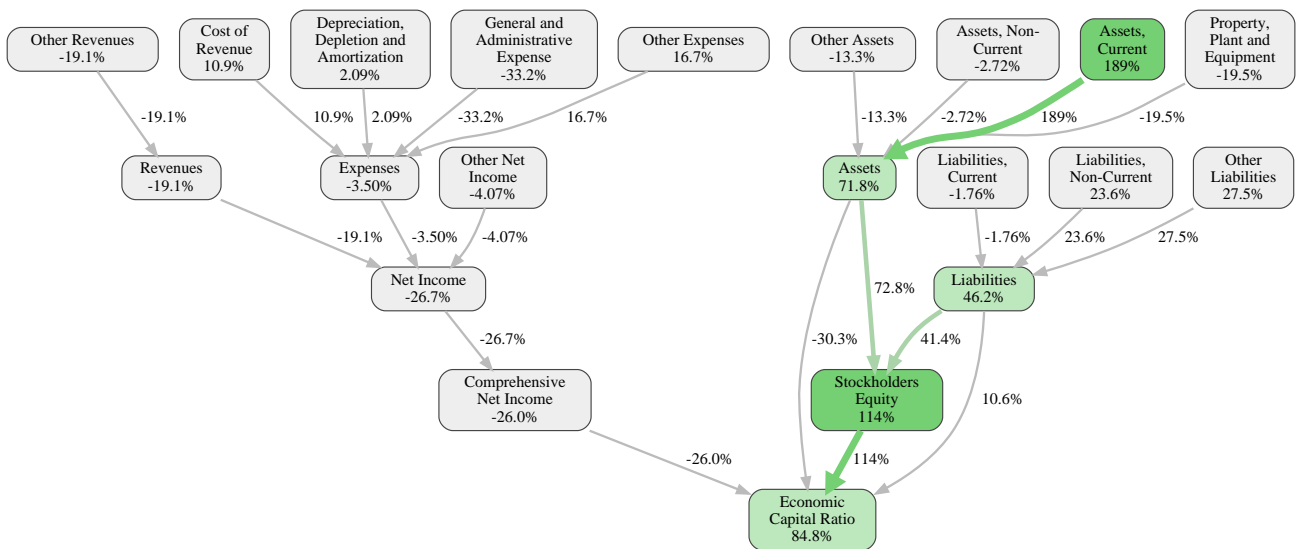 Other Revenues
-19.1%
Cost of
Revenue
10.9%
Depreciation,
Depletion and
Amortization
2.09%
General and
Administrative
Expense
-33.2%
Other Expenses
16.7%
Other Assets
-13.3%
Assets, Non-
Current
-2.72%
Assets,
Current
189%
Property,
Plant and
Equipment
-19.5%
-19.1%
10.9%
2.09%
-33.2%
16.7%
-13.3%
-2.72%
189%
-19.5%
Revenues
-19.1%
Expenses
-3.50%
Other Net
Income
-4.07%
Assets
71.8%
Liabilities,
Current
-1.76%
Liabilities,
Non-Current
23.6%
Other
Liabilities
27.5%
-19.1%
-3.50%
-4.07%
-1.76%
23.6%
27.5%
Net Income
-26.7%
72.8%
Liabilities
46.2%
-26.7%
-30.3%
41.4%
Comprehensive
Net Income
-26.0%
Stockholders
Equity
114%
10.6%
-26.0%
114%
Economic
Capital Ratio
84.8%